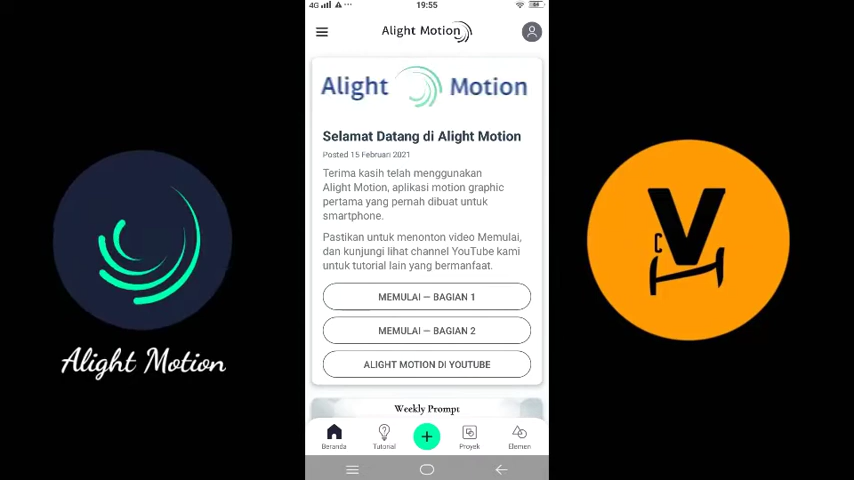 4G
19:55
54
Alight Motion
Alight Motion
Selamat Datang di Alight Motion
Posted 15 Februari 2021
Terima kasih telah menggunakan
Alight Motion, aplikasi motion graphic
pertama yang pernah dibuat untuk
smartphone.
Pastikan untuk menonton video Memulai,
dan kunjungi lihat channel YouTube kami
untuk tutorial lain yang bermanfaat.
MEMULAI — BAGIAN 1
MEMULAI — BAGIAN 2
ALIGHT MOTION DI YOUTUBE
Weekly Prompt
Beranda
Tutorial
Proyek
Elemen
Alight Motion
C V H